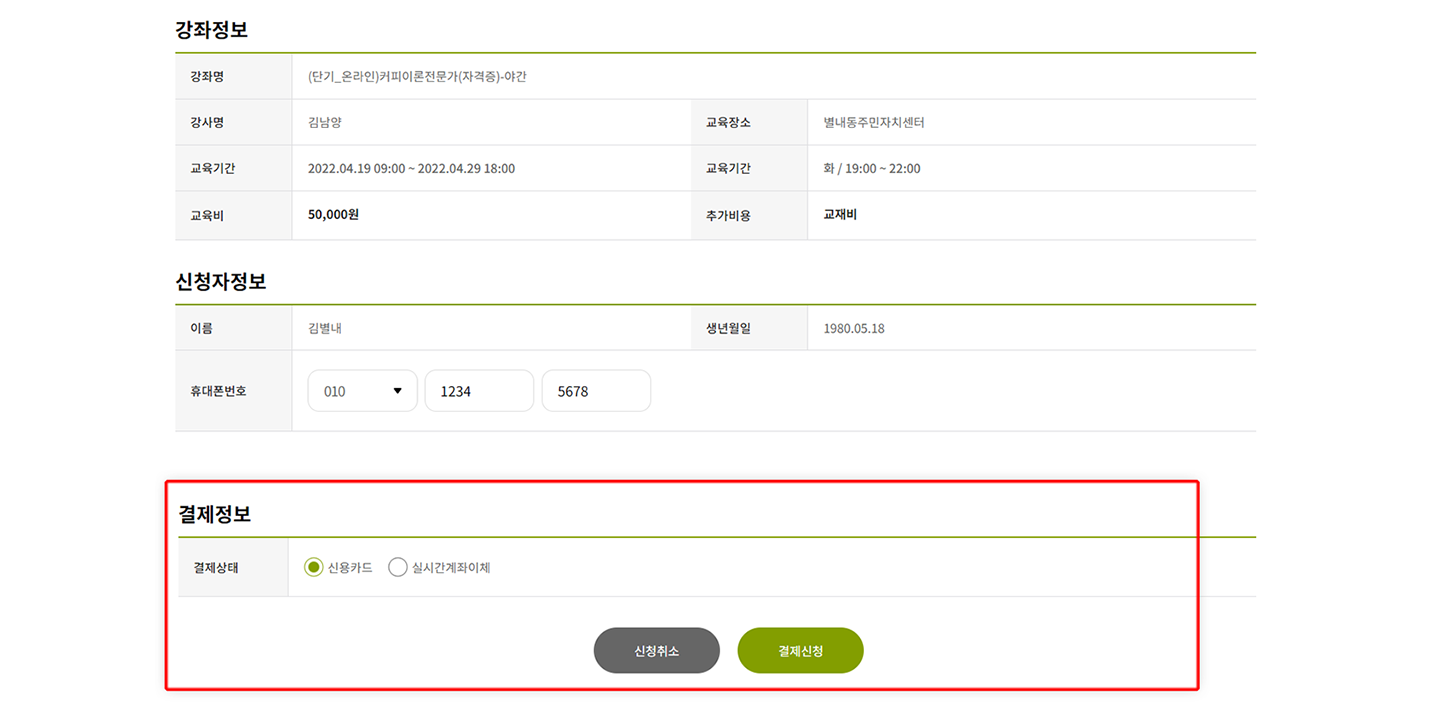 강좌정보
강좌명 (단기_온라인)커피이론전문가(자격증)-야간
강사명 김남양 교육장소 별내동주민자치센터
교육기간 2022.04.19 09:00 ~ 2022.04.29 18:00 교육기간 화 / 19:00 ~ 22:00
교육비 50,000원 추가비용 교재비
신청자정보
이름 김별내 생년월일 1980.05.18
휴대폰번호 010 1234 5678
결제정보
결제상태 신용카드 실시간계좌이체
신청취소 결제신청